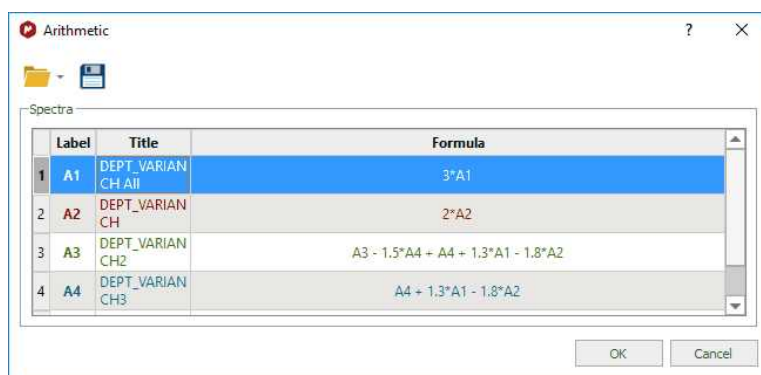 Arithmetic
Spectra
Label Title Formula
1 A1 DEPT_VARIAN 3*A1
CH All
2 A2 DEPT_VARIAN 2*A2
CH
3 A3 DEPT_VARIAN A3 - 1.5*A4 + A4 + 1.3*A1 - 1.8*A2
CH2
4 A4 DEPT_VARIAN A4 + 1.3*A1 - 1.8*A2
CH3
OK Cancel